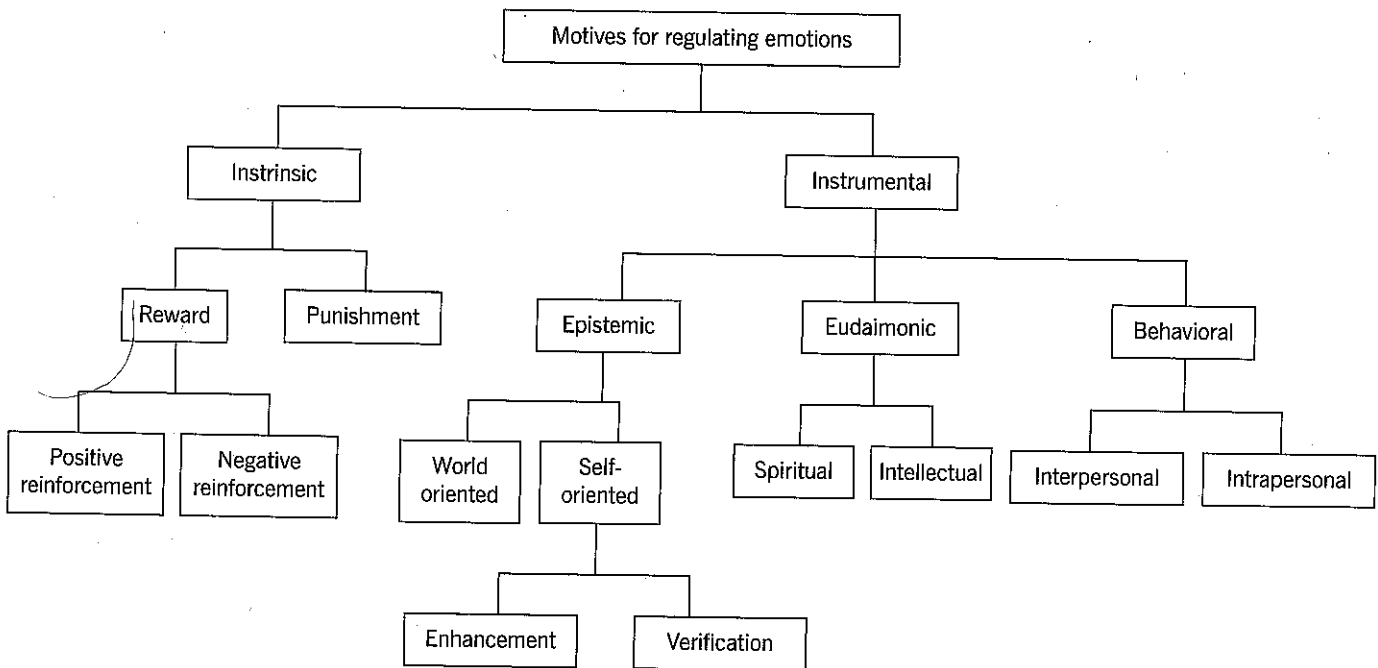 Motives for regulating emotions
Instrinsic
Instrumental
Reward
Punishment
Epistemic
Eudaimonic
Behavioral
Positive
reinforcement
Negative
reinforcement
World
oriented
Self-
oriented
Spiritual
Intellectual
Interpersonal
Intrapersonal
Enhancement
Verification